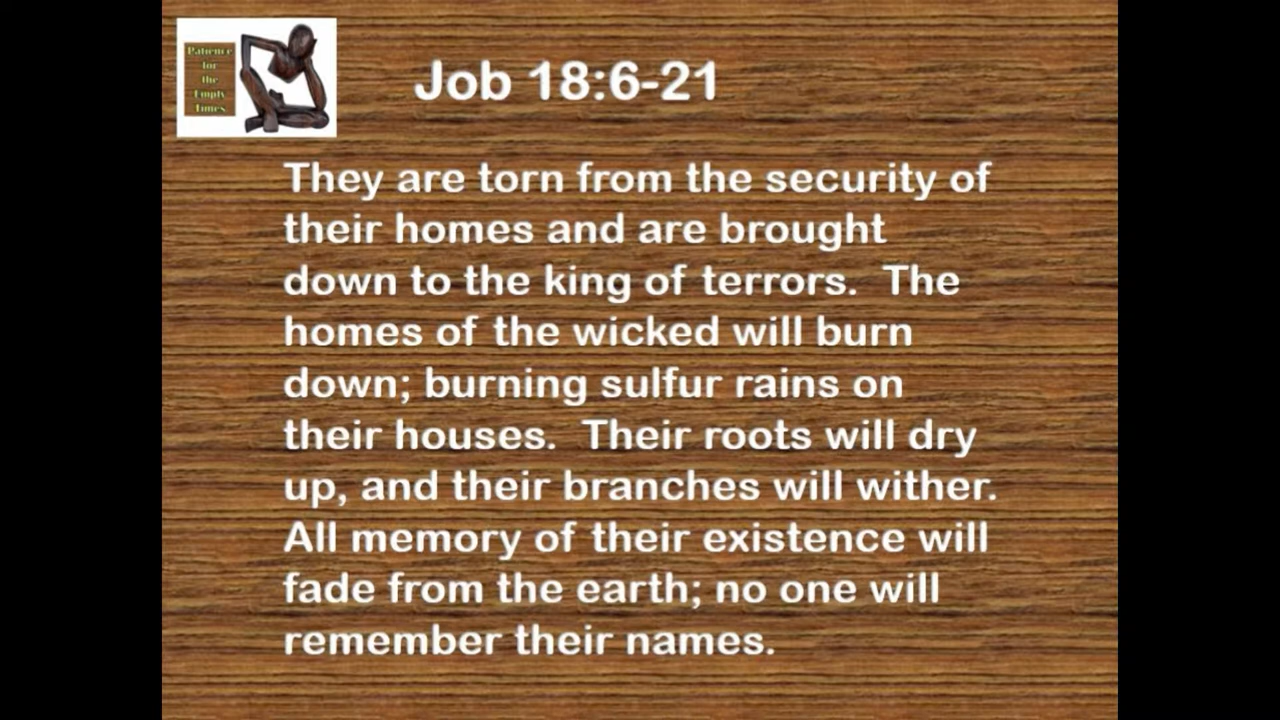 Patience
for
the
Empty
Times
Job 18:6-21
They are torn from the security of
their homes and are brought
down to the king of terrors.  The
homes of the wicked will burn
down; burning sulfur rains on
their houses.  Their roots will dry
up, and their branches will wither.
All memory of their existence will
fade from the earth; no one will
remember their names.